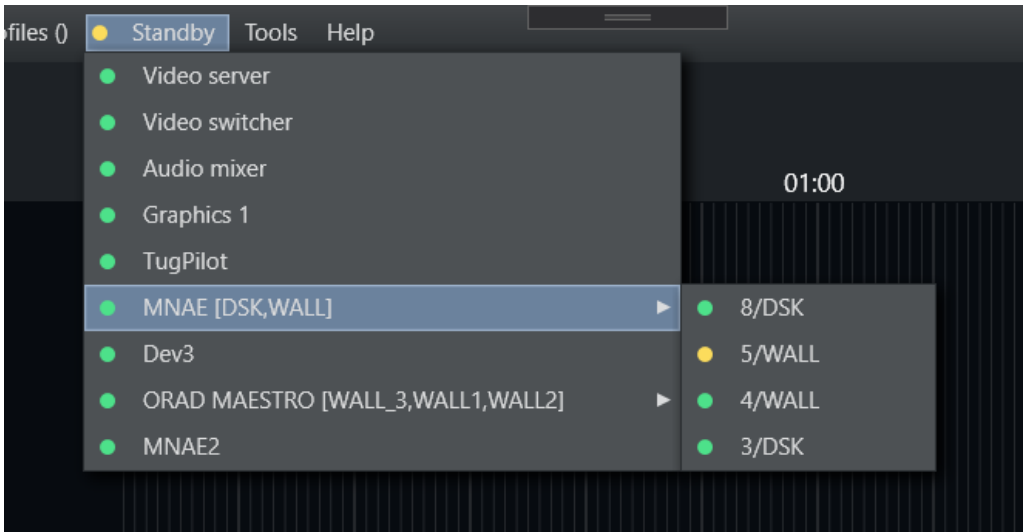 files () Standby Tools Help
Video server
Video switcher
Audio mixer
01:00
Graphics 1
TugPilot
MNAE [DSK,WALL]
8/DSK
Dev3
5/WALL
ORAD MAESTRO [WALL_3,WALL1,WALL2]
4/WALL
MNAE2
3/DSK